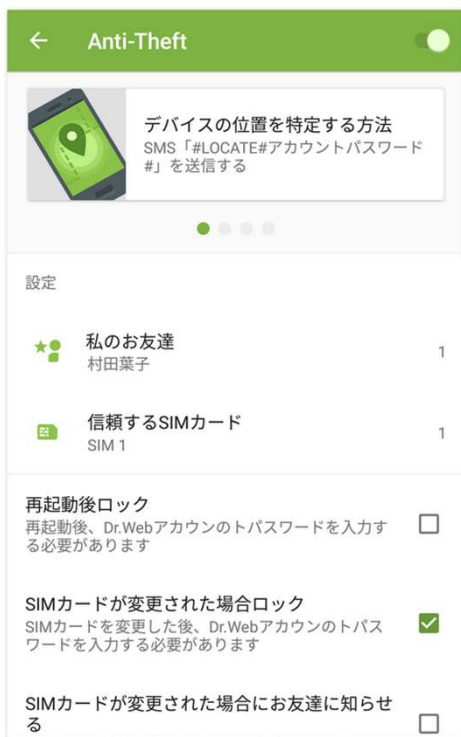 Anti-Theft
デバイスの位置を特定する方法
SMS「#LOCATE#アカウントパスワード
#」を送信する
設定
私のお友達
村田葉子
1
信頼するSIMカード
SIM 1
1
再起動後ロック
再起動後、Dr.Webアカウンのトパスワードを入力す
る必要があります
SIMカードが変更された場合ロック
SIMカードを変更した後、Dr.Webアカウンのトパス
ワードを入力する必要があります
SIMカードが変更された場合にお友達に知らせ
る